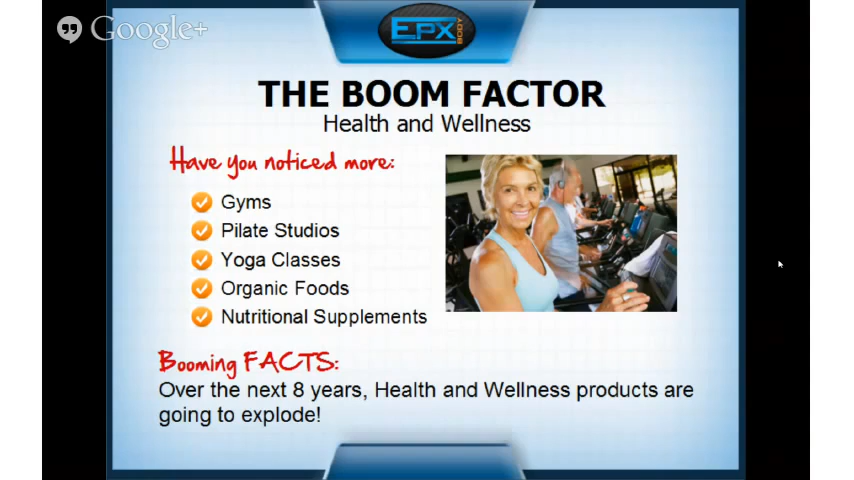 Google+
EPX BODY
THE BOOM FACTOR
Health and Wellness
Have you noticed more:
Gyms
Pilate Studios
Yoga Classes
Organic Foods
Nutritional Supplements
Booming FACTS:
Over the next 8 years, Health and Wellness products are
going to explode!